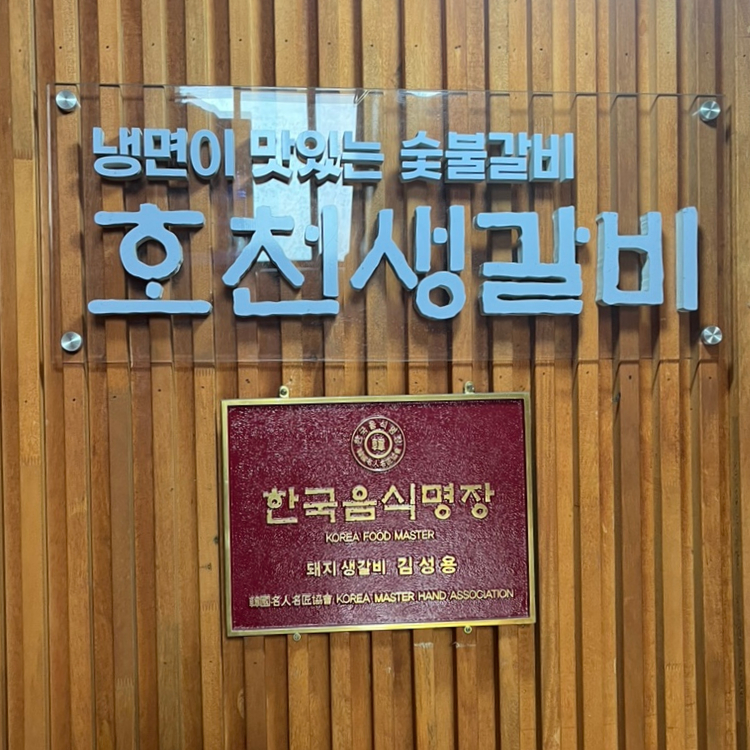 냉면이 맛있는 숯불갈비
호천생갈비
한국음식명장
KOREA FOOD MASTER
돼지생갈비 김성용
韓國名人名匠協會 KOREA MASTER HAND ASSOCIATION